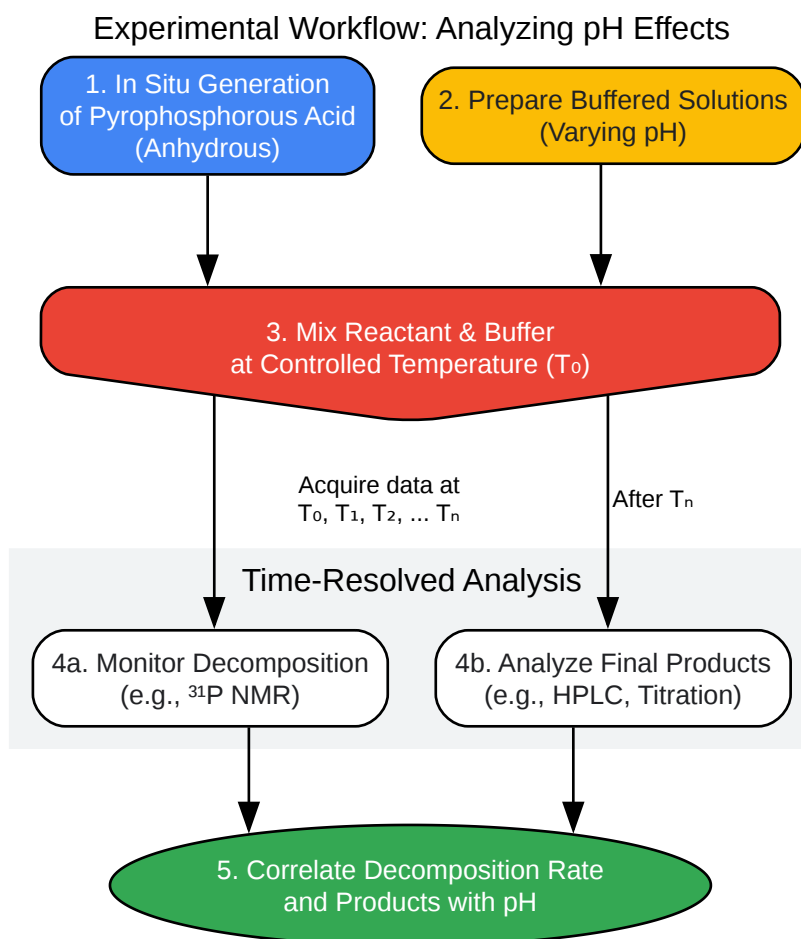 Experimental Workflow: Analyzing pH Effects
1. In Situ Generation
of Pyrophosphorous Acid
(Anhydrous)
2. Prepare Buffered Solutions
(Varying pH)
3. Mix Reactant & Buffer
at Controlled Temperature (T₀)
Acquire data at
T₀, T₁, T₂, ... Tₙ
After Tₙ
Time-Resolved Analysis
4a. Monitor Decomposition
(e.g., ³¹P NMR)
4b. Analyze Final Products
(e.g., HPLC, Titration)
5. Correlate Decomposition Rate
and Products with pH